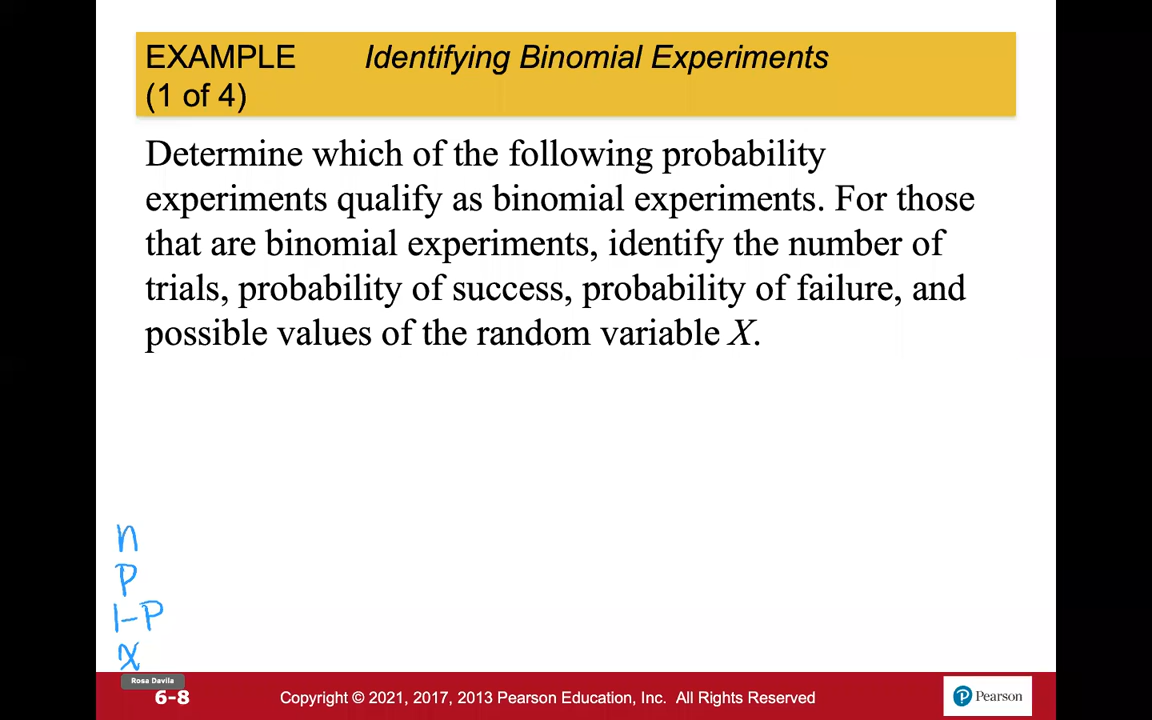 EXAMPLE Identifying Binomial Experiments
(1 of 4)
Determine which of the following probability
experiments qualify as binomial experiments. For those
that are binomial experiments, identify the number of
trials, probability of success, probability of failure, and
possible values of the random variable X.
n
P
1-P
x
Rosa Davila
6-8 Copyright © 2021, 2017, 2013 Pearson Education, Inc. All Rights Reserved P Pearson